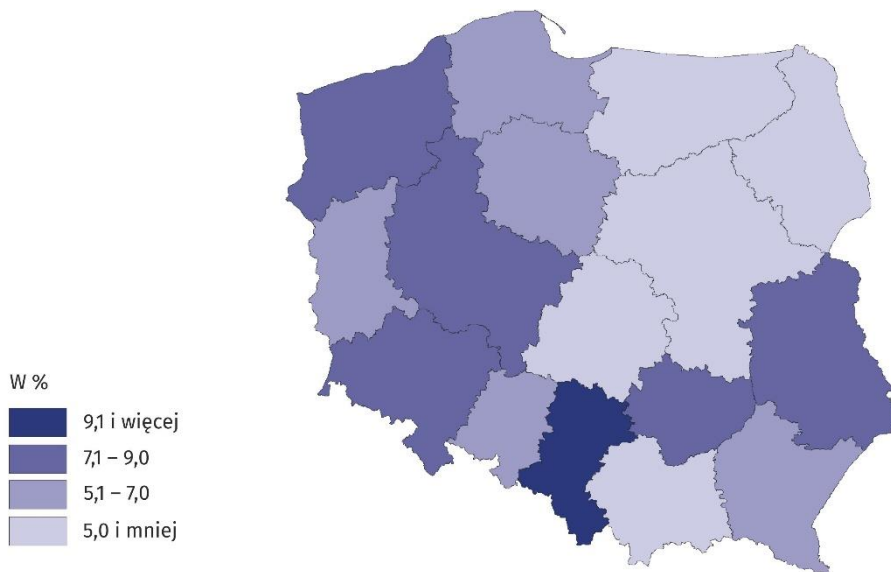 W %
9,1 i więcej
7,1 – 9,0
5,1 – 7,0
5,0 i mniej